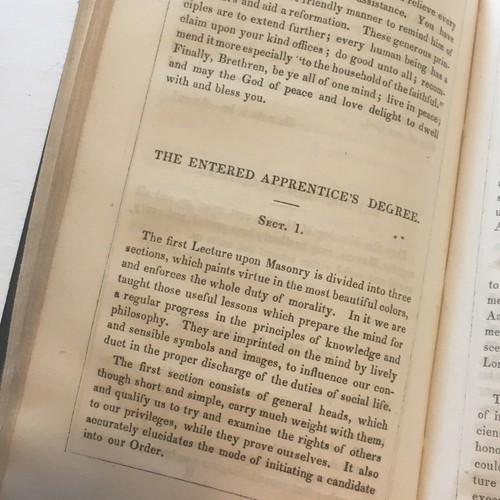 relieve every
assistance. You have
friendly manner to remind him of
and aid a reformation. These generous prin-
ciples are to extend further; every human being has a
claim upon your kind offices; do good unto all; recom-
mend it more especially "to the household of the faithful."
Finally, Brethren, be ye all of one mind; live in peace;
and may the God of peace and love delight to dwell
with and bless you.
THE ENTERED APPRENTICE'S DEGREE.
SECT. 1.
The first Lecture upon Masonry is divided into three
sections, which paints virtue in the most beautiful colors,
and enforces the whole duty of morality. In it we are
taught those useful lessons which prepare the mind for
a regular progress in the principles of knowledge and
philosophy. They are imprinted on the mind by lively
and sensible symbols and images, to influence our con-
duct in the proper discharge of the duties of social life.
The first section consists of general heads, which
though short and simple, carry much weight with them,
and qualify us to try and examine the rights of others
to our privileges, while they prove ourselves. It also
accurately elucidates the mode of initiating a candidate
into our Order.